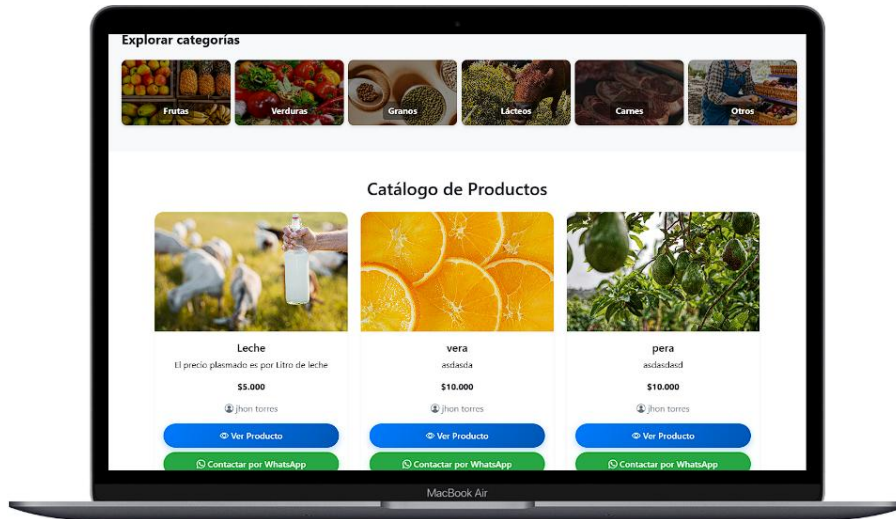 Explorar categorías
Frutas Verduras Granos Lácteos Carnes Otros
Catálogo de Productos
Leche vera pera
El precio plasmado es por Litro de leche asdasda asdasdasd
$5.000 $10.000 $10.000
jhon torres jhon torres jhon torres
Ver Producto Ver Producto Ver Producto
Contactar por WhatsApp Contactar por WhatsApp Contactar por WhatsApp
MacBook Air